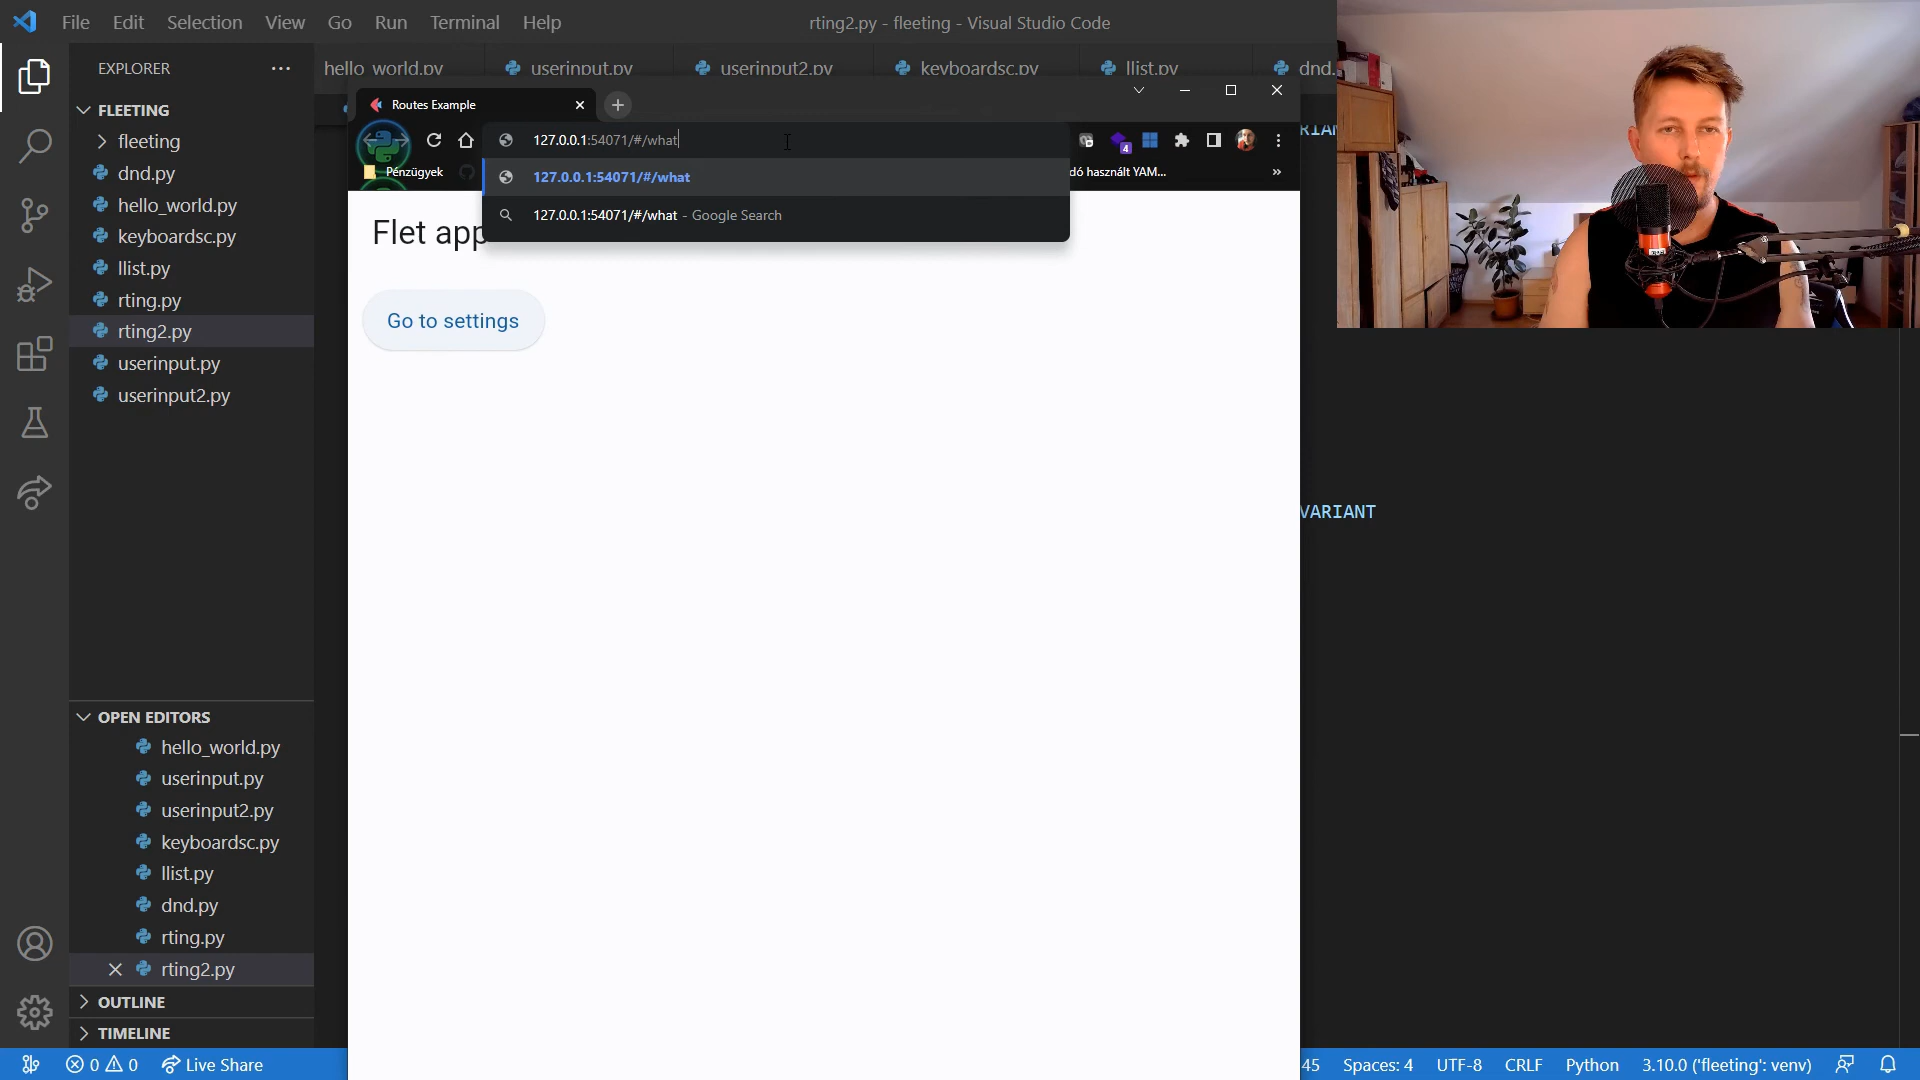 File Edit Selection View Go Run Terminal Help
rting2.py - fleeting - Visual Studio Code
EXPLORER
hello_world.py userinput.py userinput2.py keyboardsc.py llist.py dnd.
FLEETING
fleeting
dnd.py
hello_world.py
keyboardsc.py
llist.py
rting.py
rting2.py
userinput.py
userinput2.py
Routes Example
127.0.0.1:54071/#/what
4
Pénzügyek
dó használt YAM...
127.0.0.1:54071/#/what
127.0.0.1:54071/#/what - Google Search
Flet app
Go to settings
RIAN
VARIANT
OPEN EDITORS
hello_world.py
userinput.py
userinput2.py
keyboardsc.py
llist.py
dnd.py
rting.py
rting2.py
OUTLINE
TIMELINE
0 0 Live Share
45 Spaces: 4 UTF-8 CRLF Python 3.10.0 ('fleeting': venv)